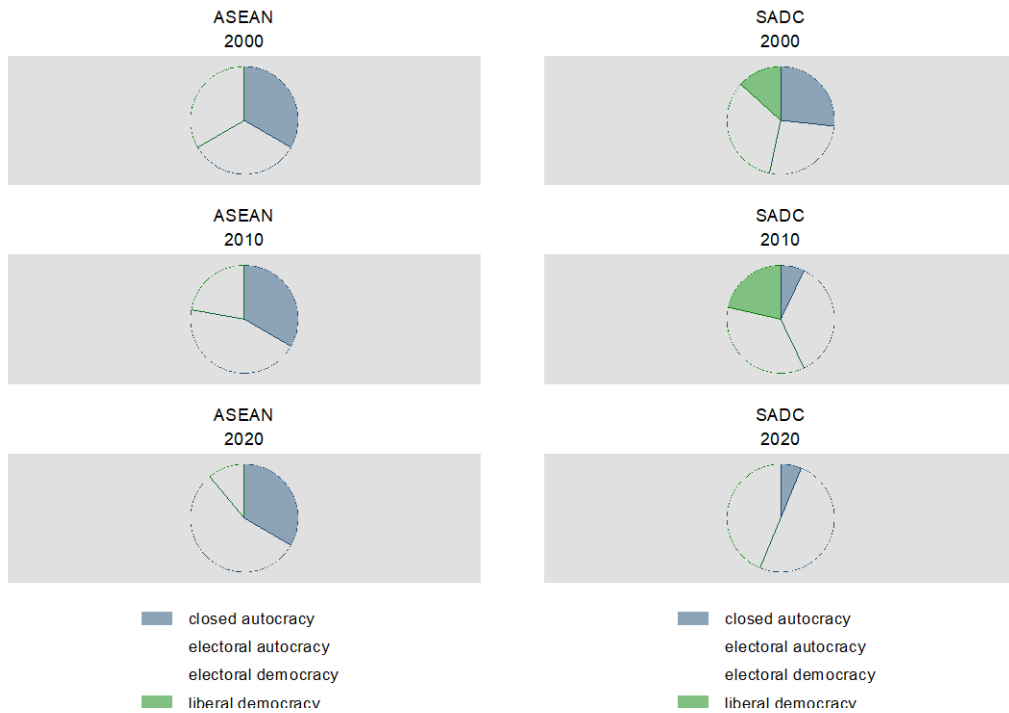 ASEAN
2000
SADC
2000
ASEAN
2010
SADC
2010
ASEAN
2020
SADC
2020
closed autocracy
electoral autocracy
electoral democracy
liberal democracy
closed autocracy
electoral autocracy
electoral democracy
liberal democracy